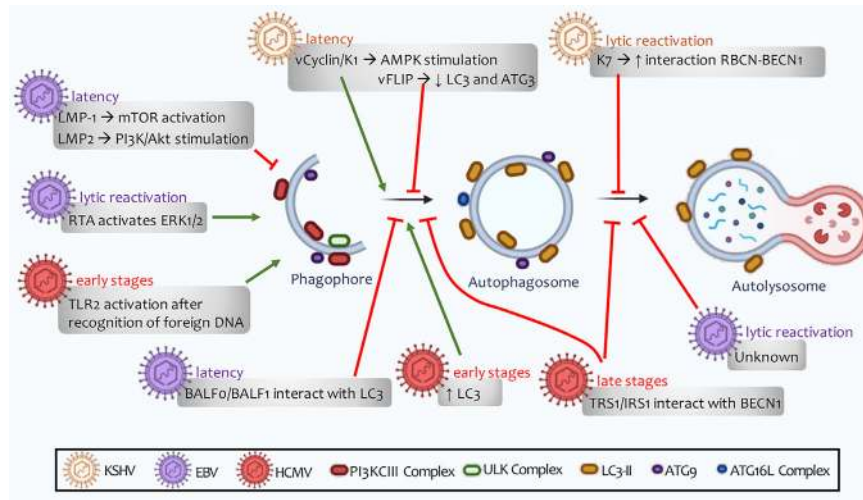 latency
vCyclin/K1 → AMPK stimulation
vFLIP → ↓ LC3 and ATG3
lytic reactivation
K7 → ↑ interaction RBCN-BECN1
latency
LMP-1 → mTOR activation
LMP2 → PI3K/Akt stimulation
lytic reactivation
RTA activates ERK1/2
early stages
TLR2 activation after
recognition of foreign DNA
Phagophore
Autophagosome
Autolysosome
latency
BALF0/BALF1 interact with LC3
early stages
↑ LC3
late stages
TRS1/IRS1 interact with BECN1
lytic reactivation
Unknown
KSHV
EBV
HCMV
PI3KCIII Complex
ULK Complex
LC3-II
ATG9
ATG16L Complex